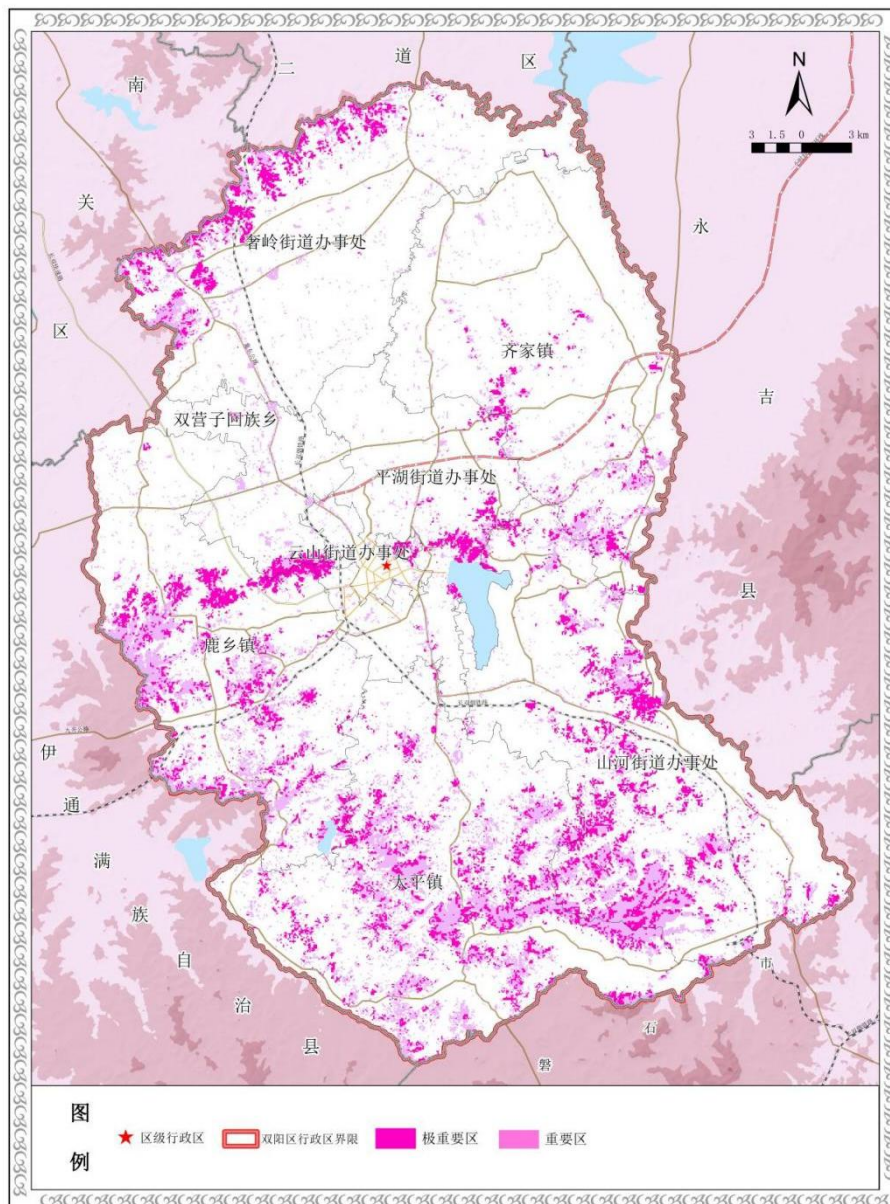 二道区
南关区
N
3 1.5 0 3 km
永吉县
奢岭街道办事处
齐家镇
双营子回族乡
平湖街道办事处
云山街道办事处
鹿乡镇
伊通满族自治县
山河街道办事处
太平镇
磐石市
图例
区级行政区
双阳区行政区界限
极重要区
重要区